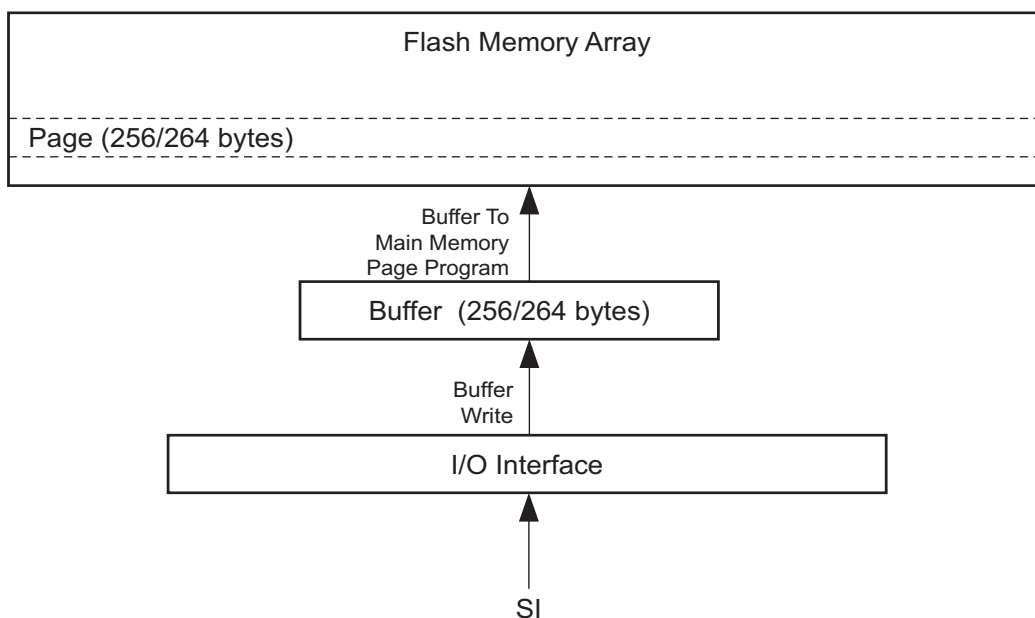 Flash Memory Array
Page (256/264 bytes)
Buffer To
Main Memory
Page Program
Buffer (256/264 bytes)
Buffer
Write
I/O Interface
SI